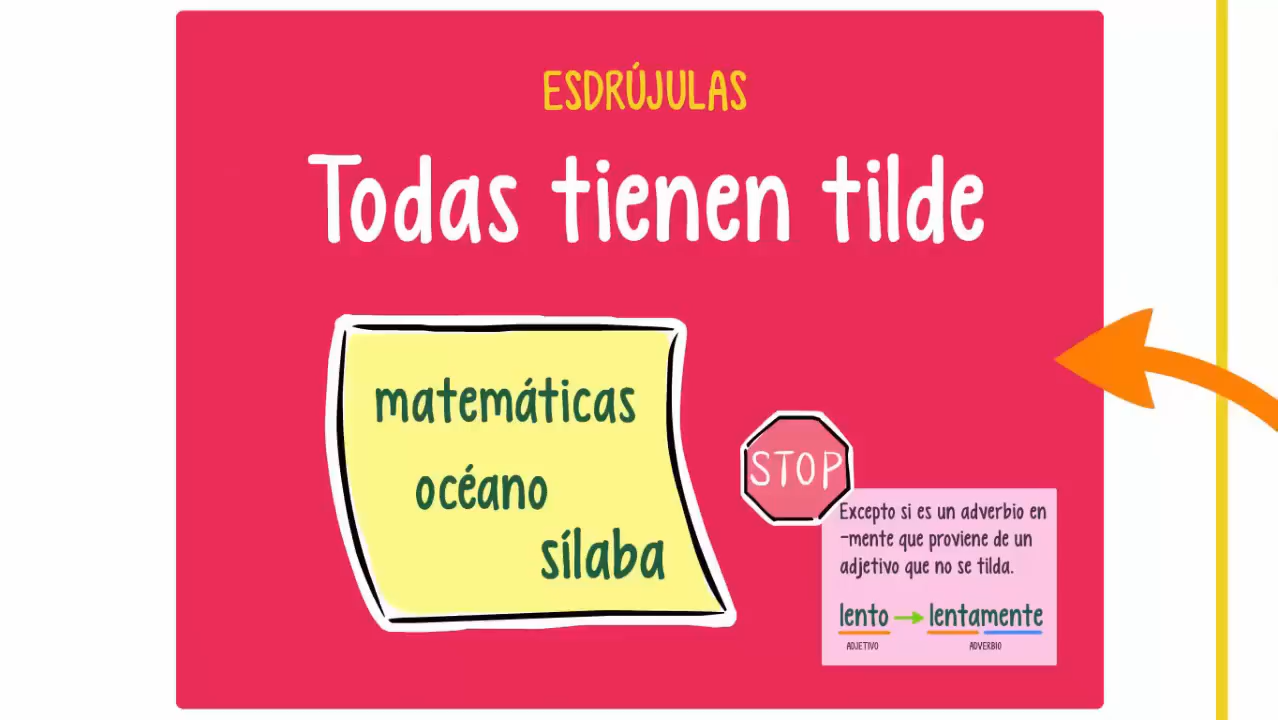 ESDRÚJULAS
Todas tienen tilde
matemáticas
océano
sílaba
STOP
Excepto si es un adverbio en
-mente que proviene de un
adjetivo que no se tilda.
lento → lentamente
ADJETIVO ADVERBIO